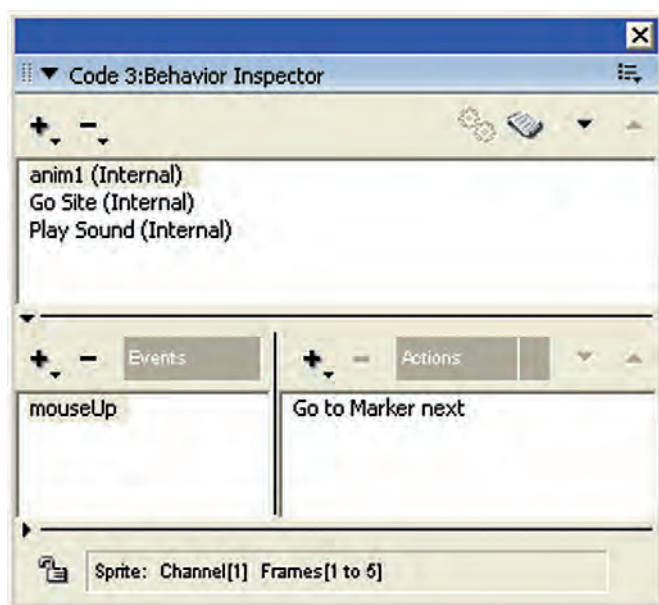 Code 3:Behavior Inspector
anim1 (Internal)
Go Site (Internal)
Play Sound (Internal)
Events
Actions
mouseUp
Go to Marker next
Sprite: Channel[1] Frames[1 to 5]